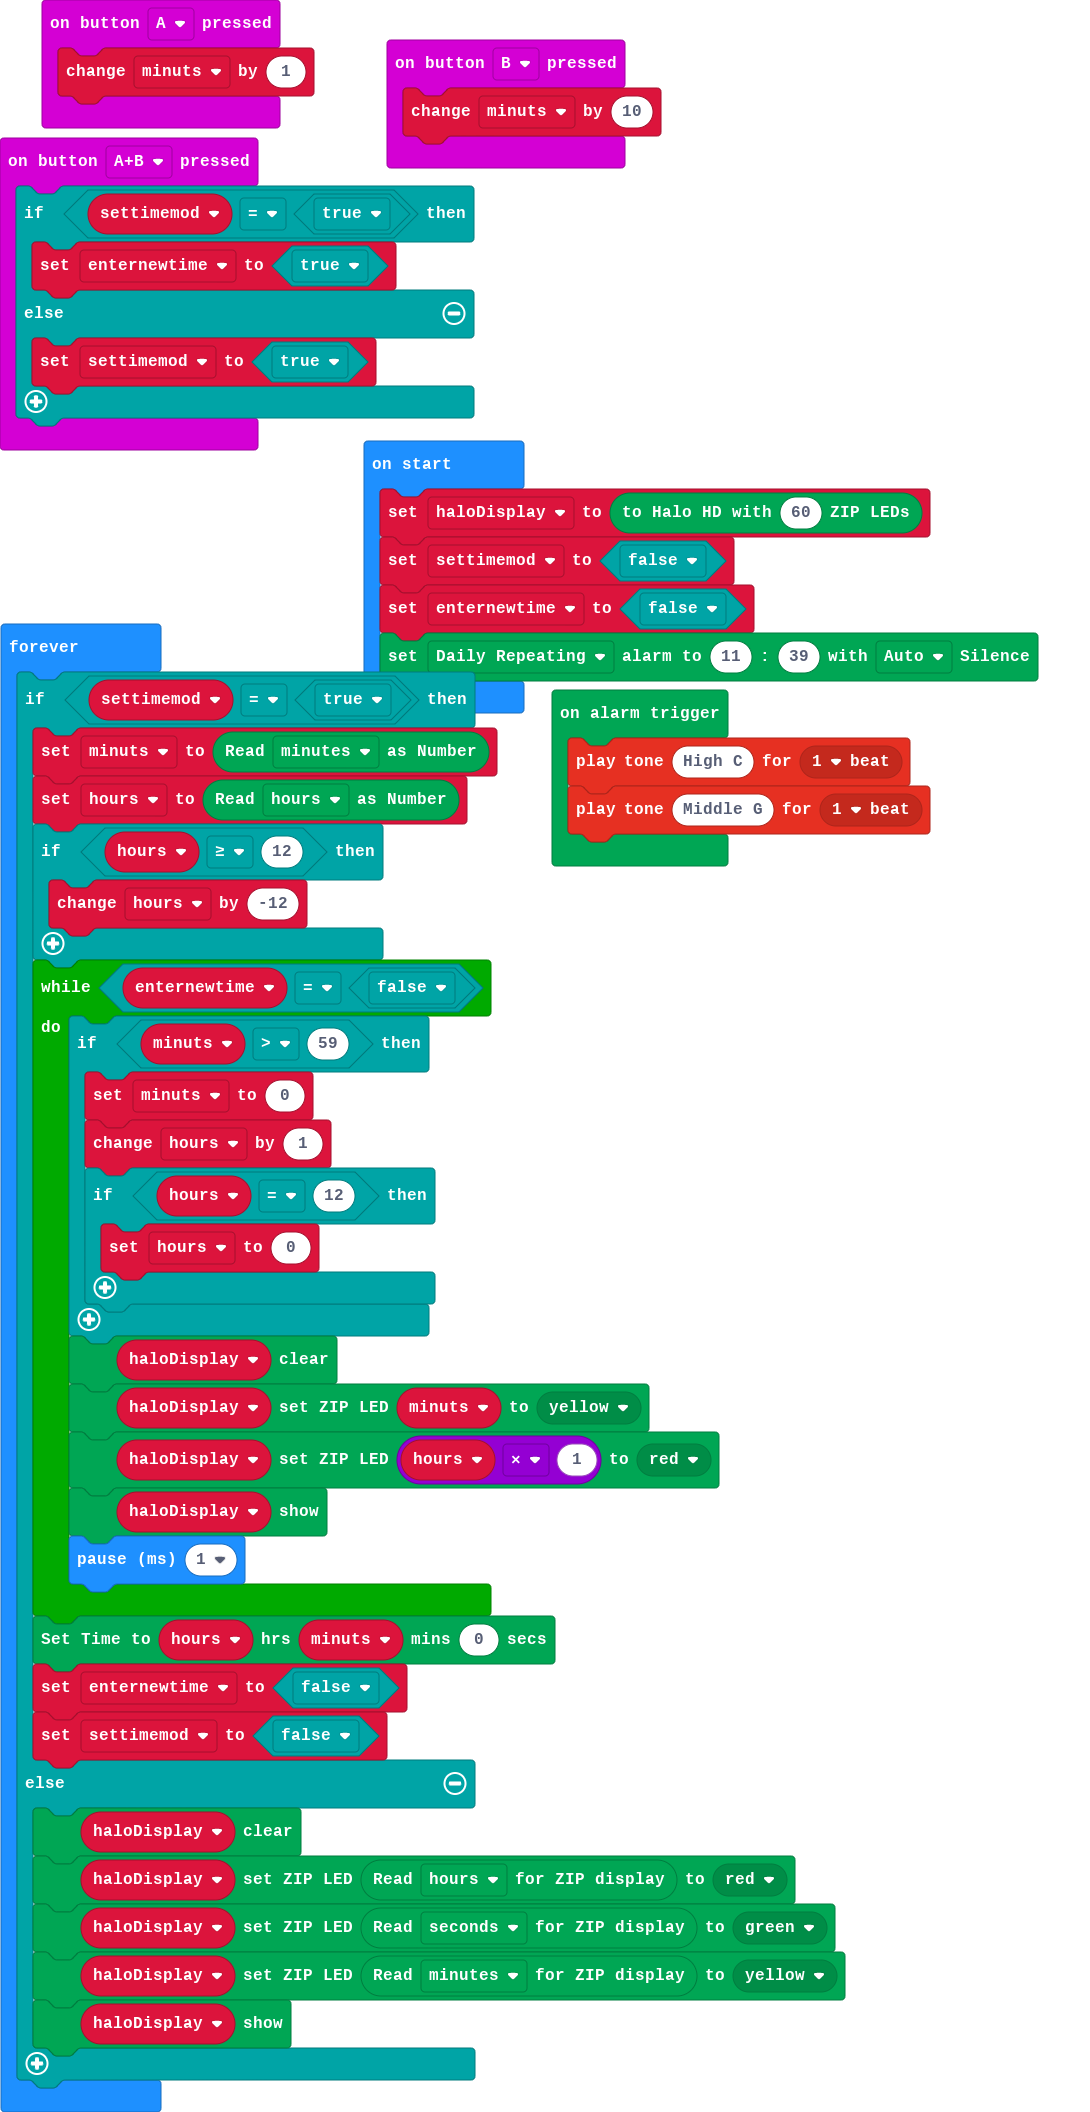 on button A pressed
change minuts by 1
on button B pressed
change minuts by 10
on button A+B pressed
if settimemod = true then
set enternewtime to true
else
set settimemod to true
on start
set haloDisplay to to Halo HD with 60 ZIP LEDs
set settimemod to false
set enternewtime to false
set Daily Repeating alarm to 11 : 39 with Auto Silence
forever
if settimemod = true then
set minuts to Read minutes as Number
set hours to Read hours as Number
if hours ≥ 12 then
change hours by -12
while enternewtime = false
do if minuts > 59 then
set minuts to 0
change hours by 1
if hours = 12 then
set hours to 0
haloDisplay clear
haloDisplay set ZIP LED minuts to yellow
haloDisplay set ZIP LED hours × 1 to red
haloDisplay show
pause (ms) 1
Set Time to hours hrs minuts mins 0 secs
set enternewtime to false
set settimemod to false
else
haloDisplay clear
haloDisplay set ZIP LED Read hours for ZIP display to red
haloDisplay set ZIP LED Read seconds for ZIP display to green
haloDisplay set ZIP LED Read minutes for ZIP display to yellow
haloDisplay show
on alarm trigger
play tone High C for 1 beat
play tone Middle G for 1 beat